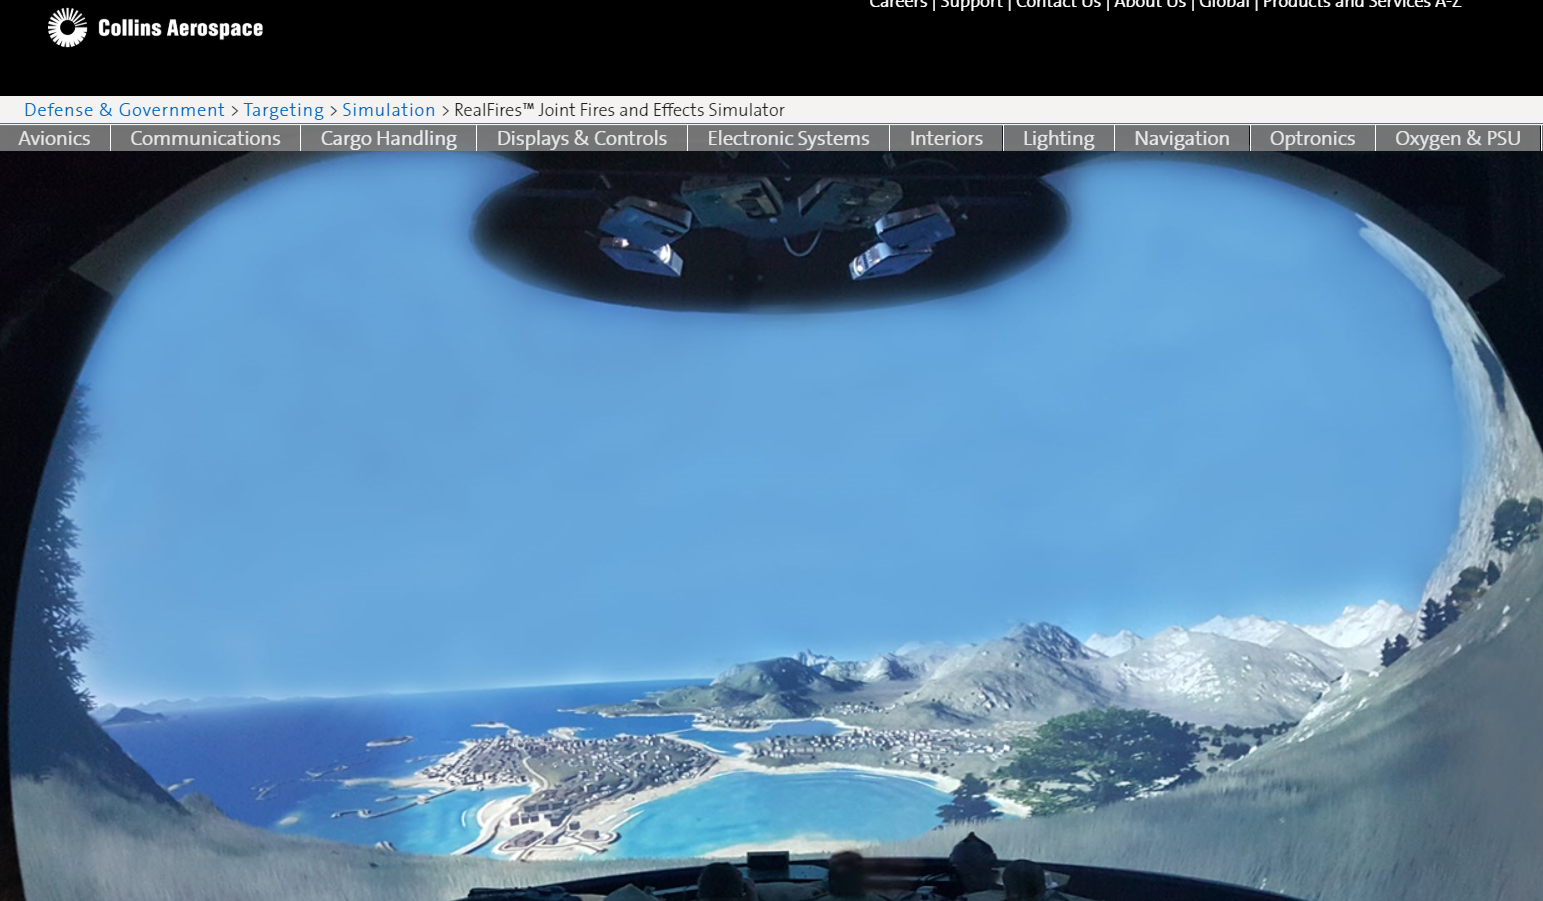 Careers | Support | Contact Us | About Us | Global | Products and Services A-Z
Collins Aerospace
Defense & Government > Targeting > Simulation > RealFires™ Joint Fires and Effects Simulator
Avionics Communications Cargo Handling Displays & Controls Electronic Systems Interiors Lighting Navigation Optronics Oxygen & PSU